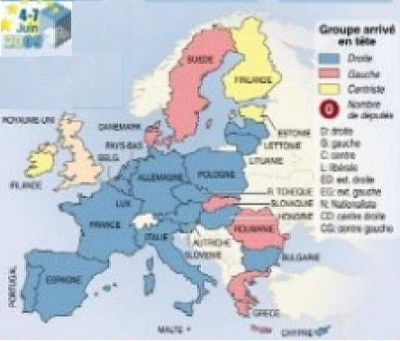 4-7
Juin
2009
Groupe arrivé
en tête
Droite
Gauche
Centriste
0
Nombre
de députés
D: droite
G: gauche
C: centre
L: libérale
ED: ext. droite
EG: ext. gauche
N: Nationaliste
CD: centre droite
CG: centre gauche
SUEDE
FINLANDE
ROYAUME-UNI
DANEMARK
ESTONIE
PAYS-BAS
LETTONIE
BELG.
LITUANIE
ALLEMAGNE
POLOGNE
IRLANDE
R. TCHEQUE
LUX
SLOVAQUIE
FRANCE
HONGRIE
ROUMANIE
ITALIE
AUTRICHE
SLOVENIE
BULGARIE
PORTUGAL
ESPAGNE
GRECE
MALTE
CHYPRE